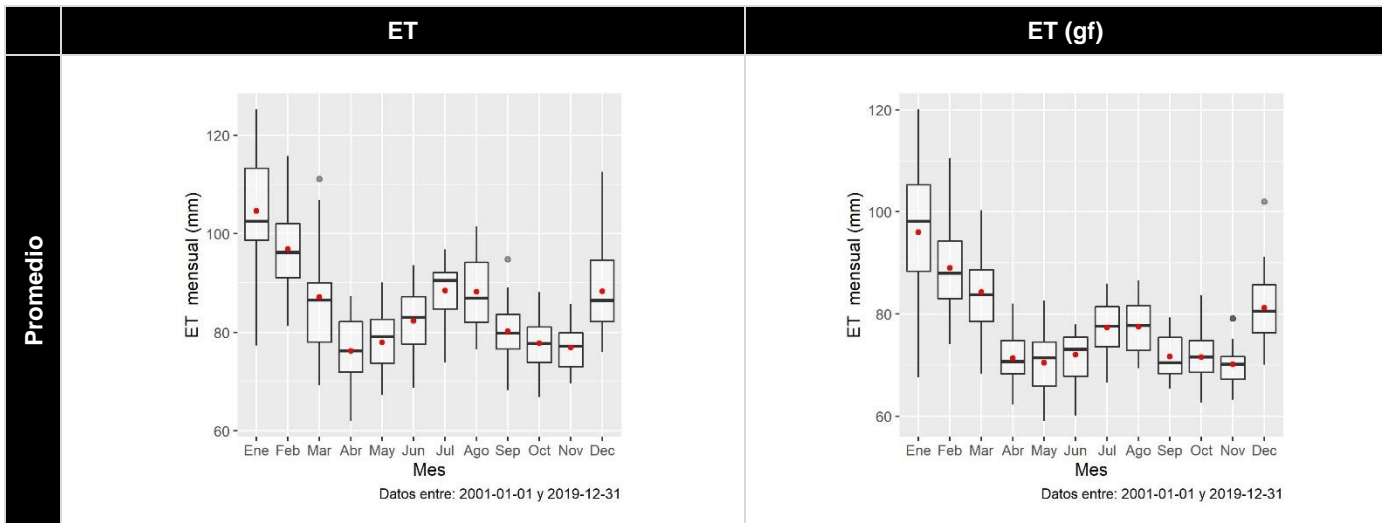 ET
ET (gf)
Promedio
ET mensual (mm)
120
100
80
60
Ene Feb Mar Abr May Jun Jul Ago Sep Oct Nov Dec
Mes
Datos entre: 2001-01-01 y 2019-12-31
ET mensual (mm)
120
100
80
60
Ene Feb Mar Abr May Jun Jul Ago Sep Oct Nov Dec
Mes
Datos entre: 2001-01-01 y 2019-12-31